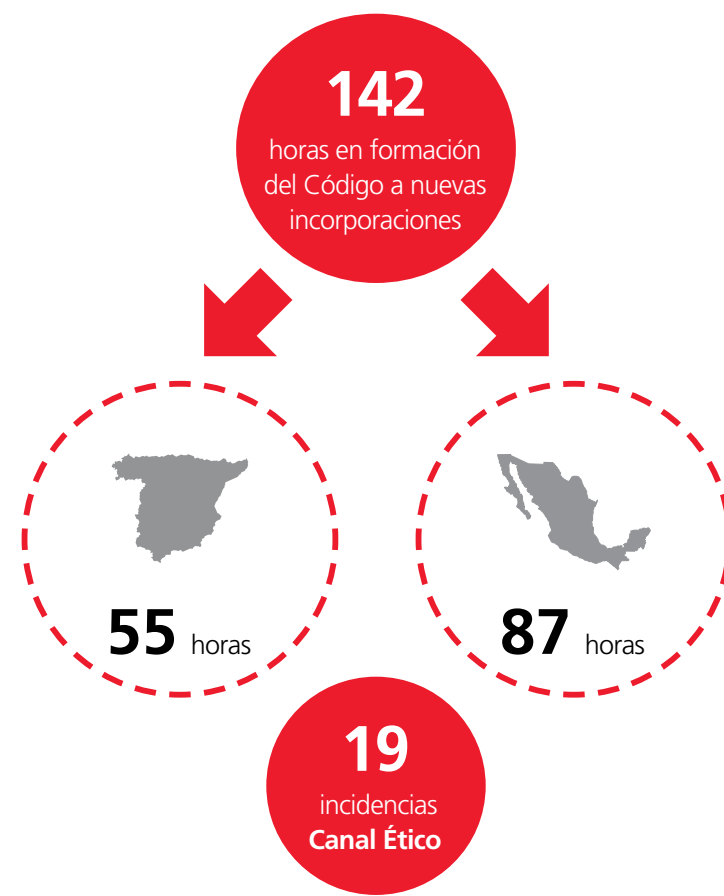 142
horas en formación
del Código a nuevas
incorporaciones
55 horas
87 horas
19
incidencias
Canal Ético